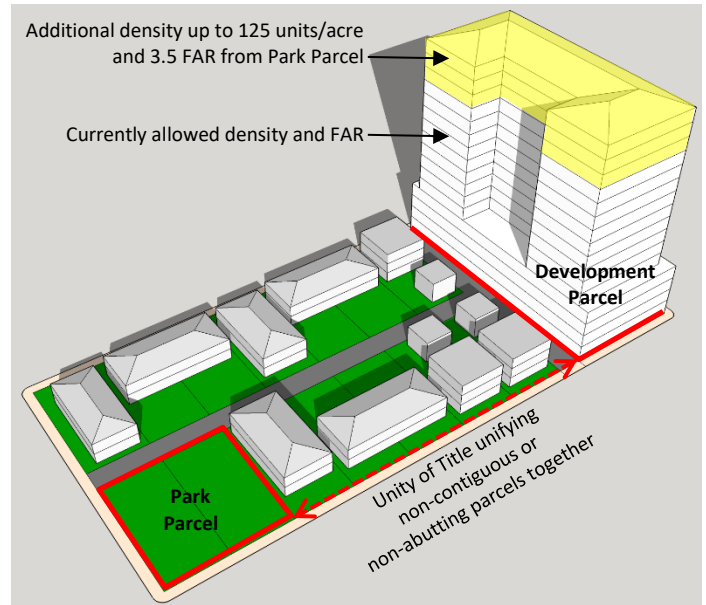 Additional density up to 125 units/acre
and 3.5 FAR from Park Parcel
Currently allowed density and FAR
Development
Parcel
Unity of Title unifying
non-contiguous or
non-abutting parcels together
Park
Parcel